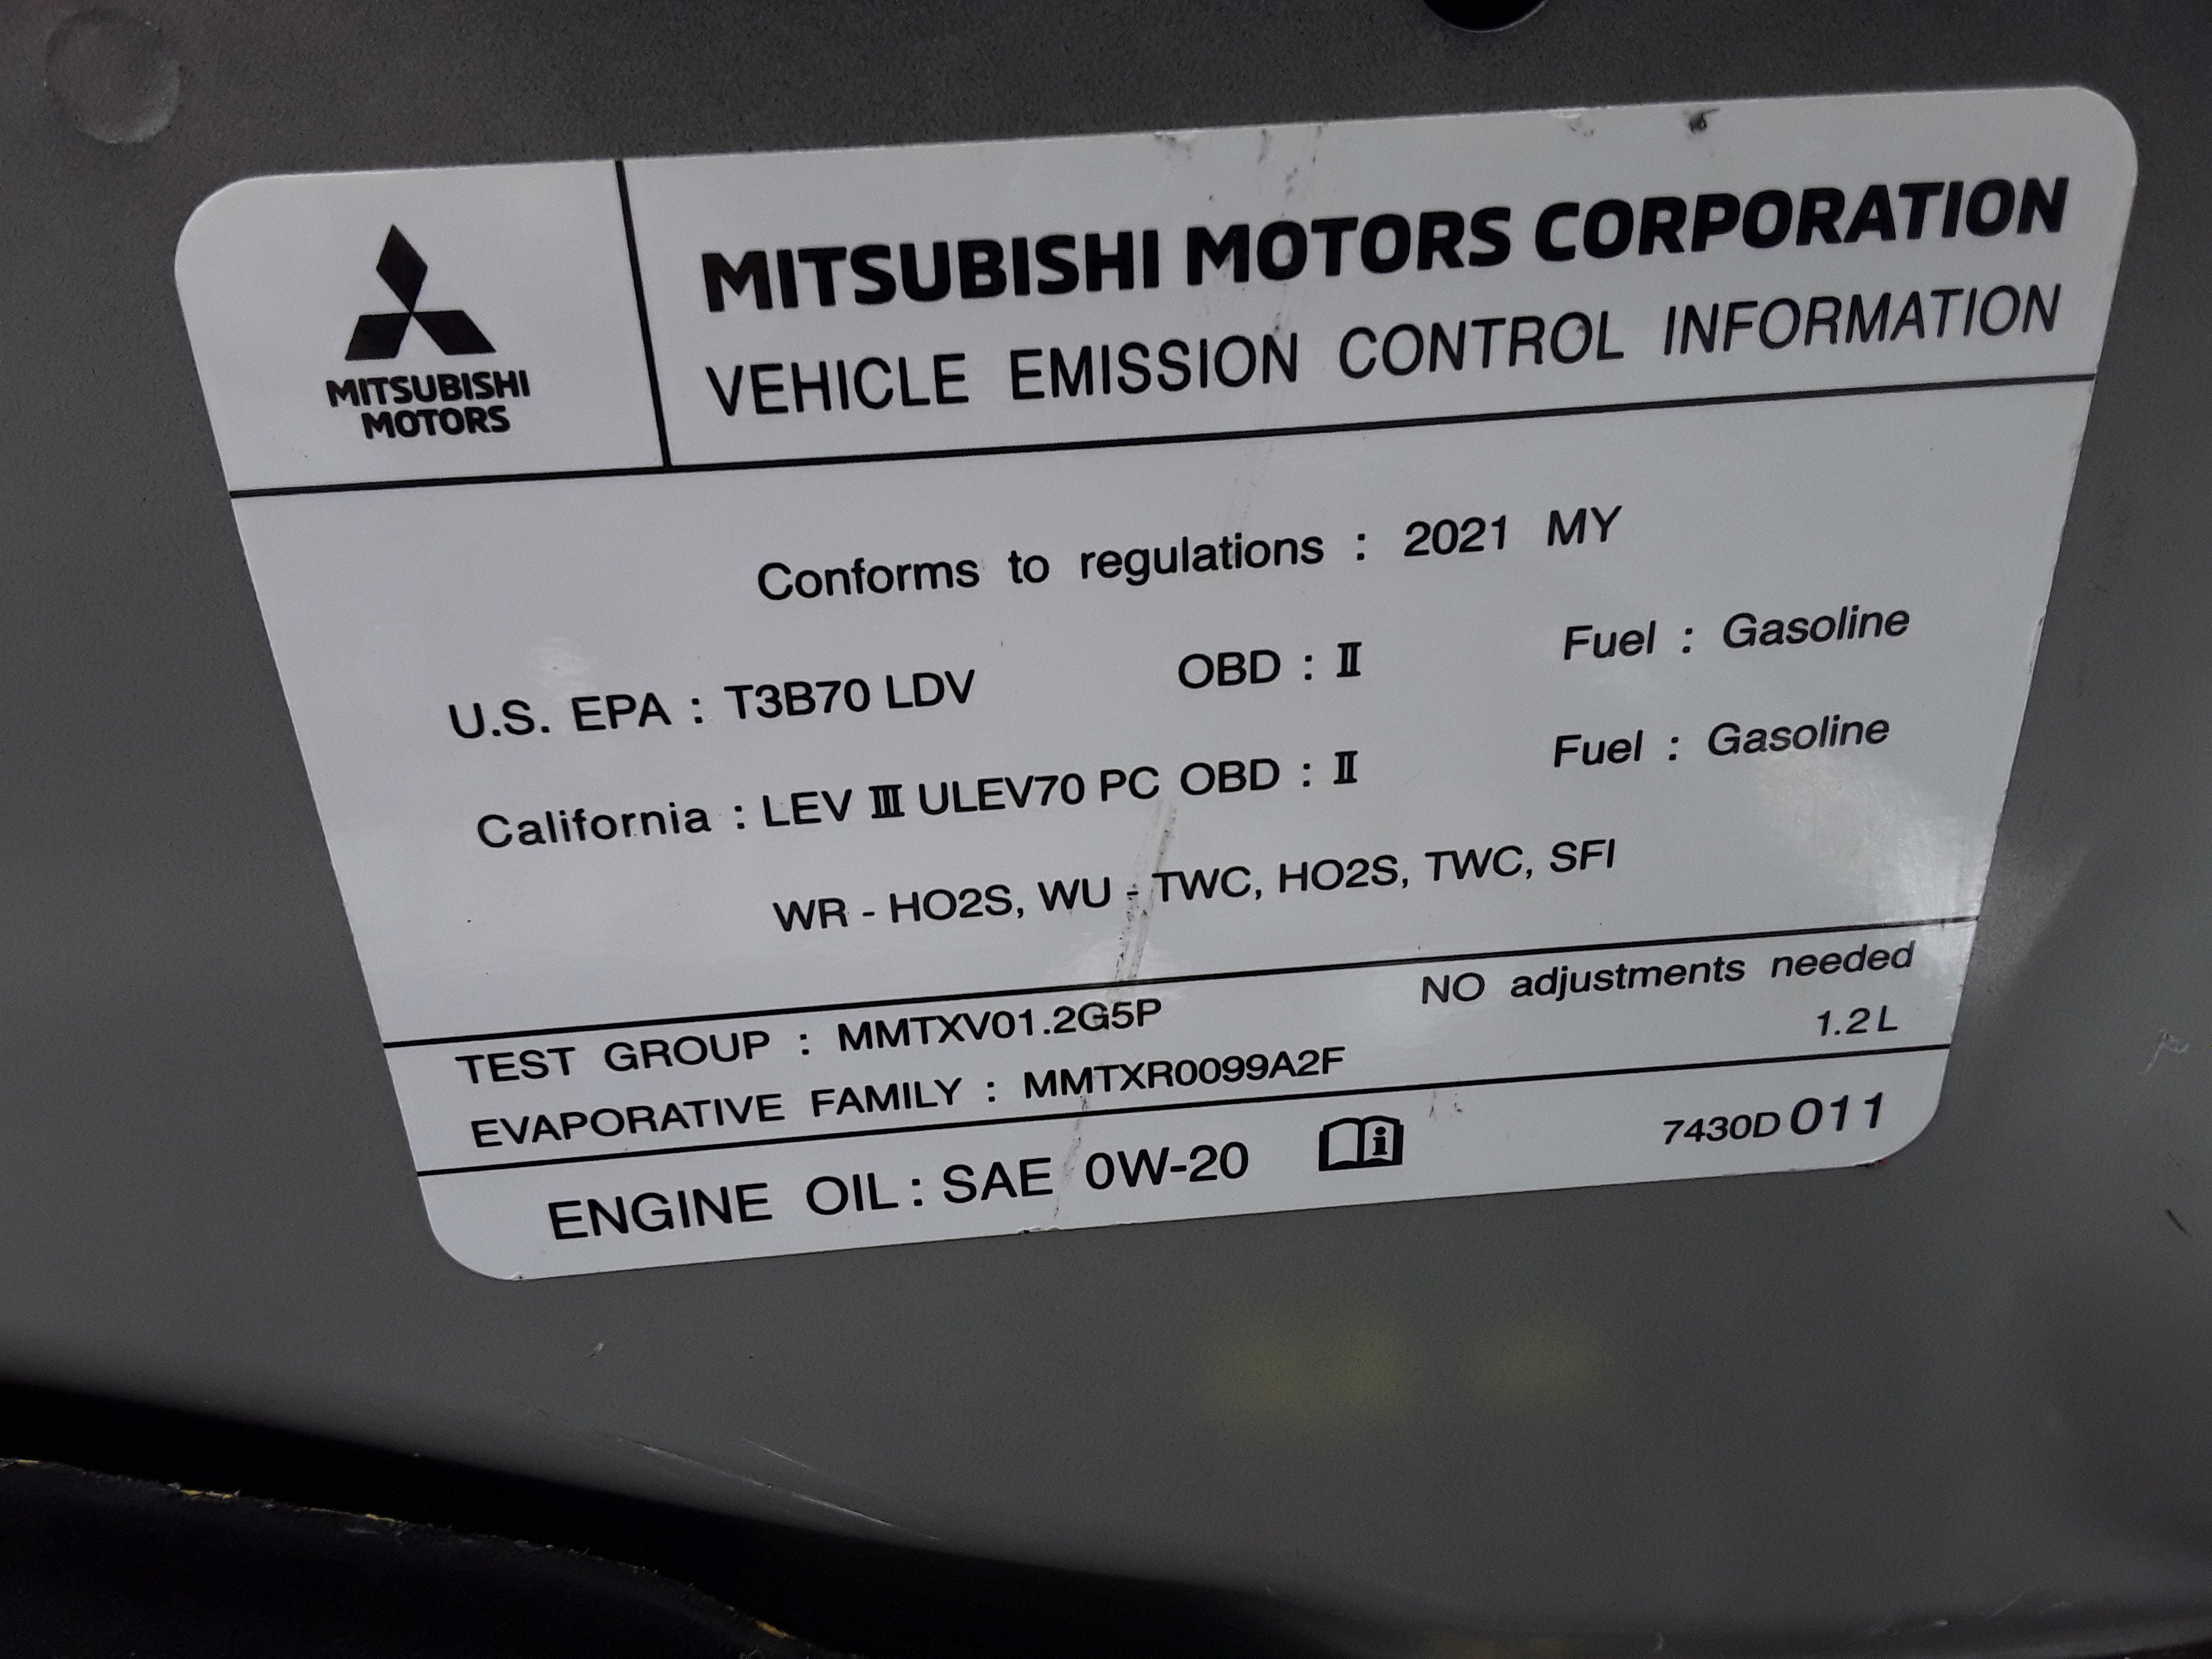 MITSUBISHI
MOTORS
MITSUBISHI MOTORS CORPORATION
VEHICLE EMISSION CONTROL INFORMATION
Conforms to regulations : 2021 MY
U.S. EPA : T3B70 LDV OBD : II Fuel : Gasoline
California : LEV III ULEV70 PC OBD : II Fuel : Gasoline
WR - HO2S, WU - TWC, HO2S, TWC, SFI
TEST GROUP : MMTXV01.2G5P NO adjustments needed
EVAPORATIVE FAMILY : MMTXR0099A2F 1.2 L
ENGINE OIL : SAE 0W-20 i 7430D 011